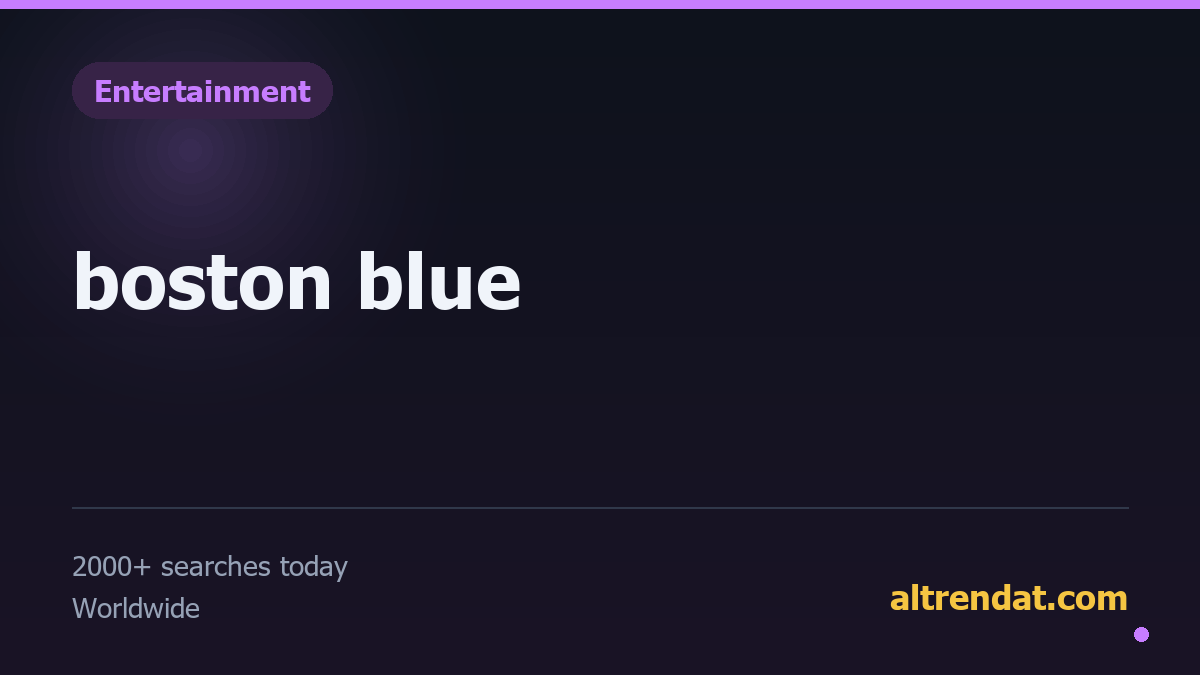 Entertainment
boston blue
2000+ searches today
Worldwide
altrendat.com